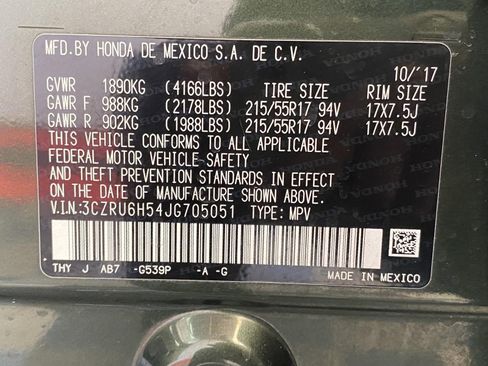 MFD.BY HONDA DE MEXICO S.A. DE C.V.
10/'17
GVWR 1890KG (4166LBS) TIRE SIZE RIM SIZE
GAWR F 988KG (2178LBS) 215/55R17 94V 17X7.5J
GAWR R 902KG (1988LBS) 215/55R17 94V 17X7.5J
THIS VEHICLE CONFORMS TO ALL APPLICABLE
FEDERAL MOTOR VEHICLE SAFETY
AND THEFT PREVENTION STANDARDS IN EFFECT
ON THE DATE OF MANUFACTURE SHOWN ABOVE.
V.I.N.:3CZRU6H54JG705051 TYPE: MPV
THY J AB7 -G539P -A -G
MADE IN MEXICO